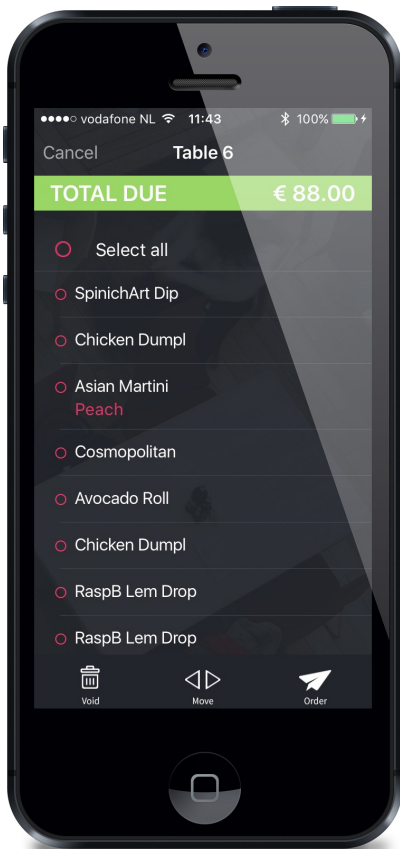 vodafone NL 11:43 100%
Cancel Table 6
TOTAL DUE € 88.00
Select all
SpinichArt Dip
Chicken Dumpl
Asian Martini
Peach
Cosmopolitan
Avocado Roll
Chicken Dumpl
RaspB Lem Drop
RaspB Lem Drop
Void Move Order